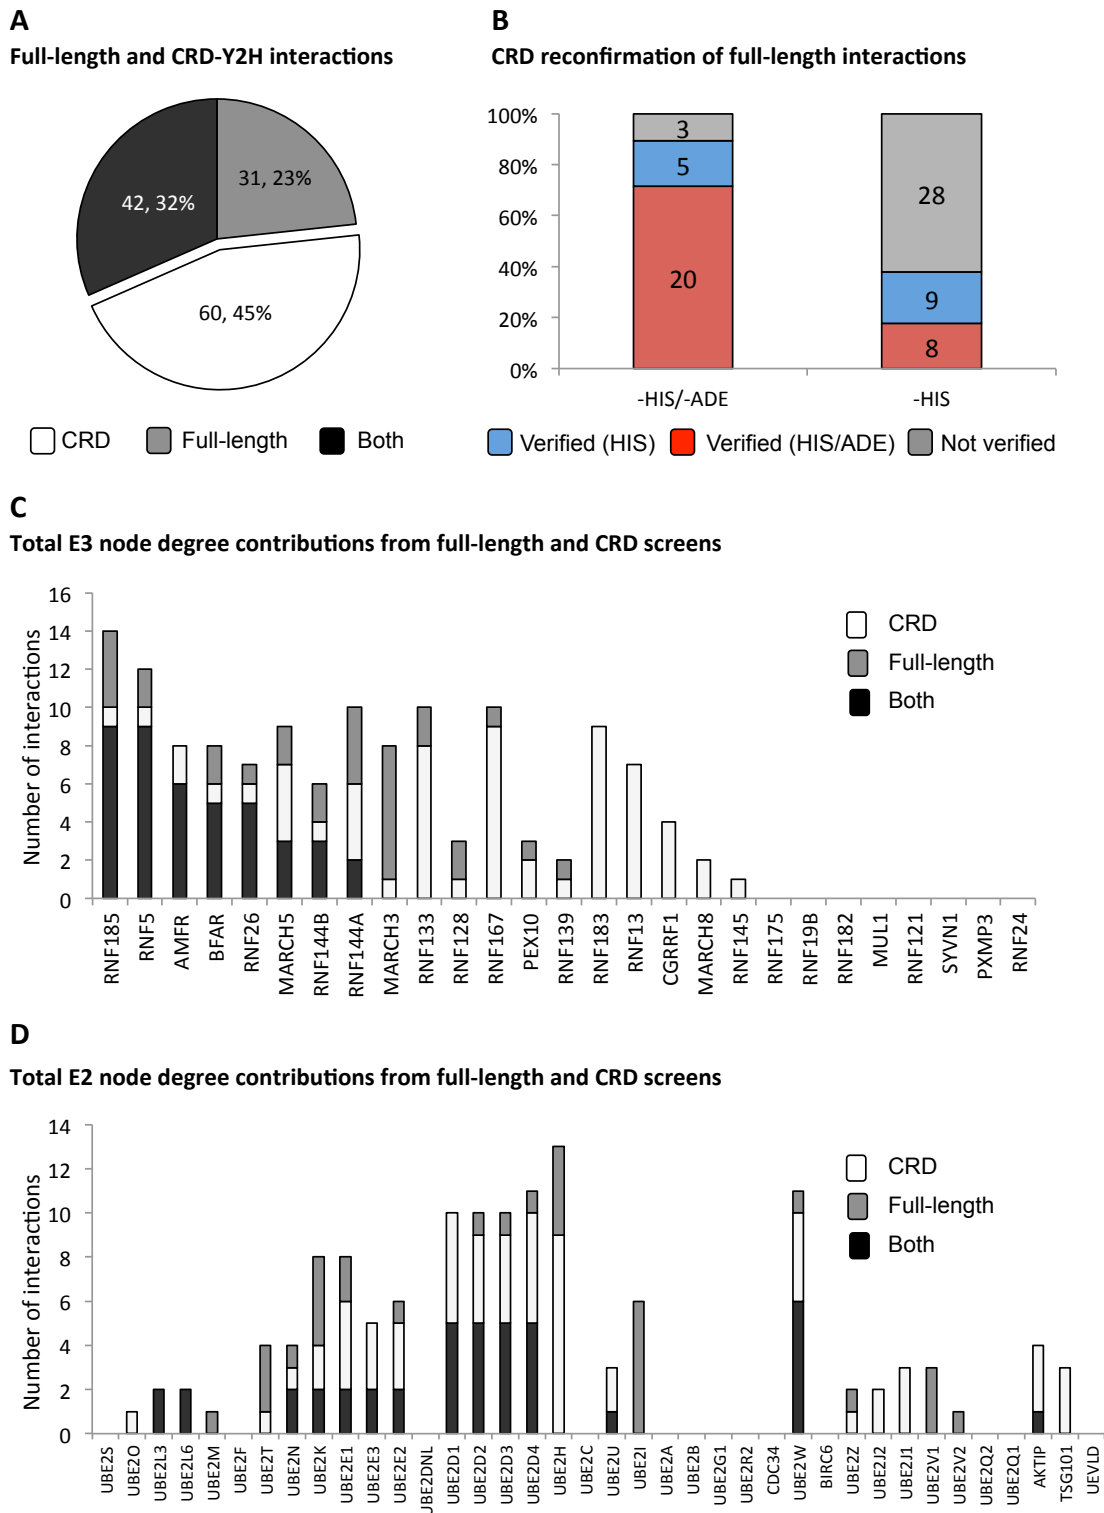 A
Full-length and CRD-Y2H interactions
31, 23%
42, 32%
60, 45%
CRD
Full-length
Both
B
CRD reconfirmation of full-length interactions
100%
80%
60%
40%
20%
0%
3
5
20
28
9
8
-HIS/-ADE
-HIS
Verified (HIS)
Verified (HIS/ADE)
Not verified
C
Total E3 node degree contributions from full-length and CRD screens
Number of interactions
16
14
12
10
8
6
4
2
0
CRD
Full-length
Both
RNF185
RNF5
AMFR
BFAR
RNF26
MARCH5
RNF144B
RNF144A
MARCH3
RNF133
RNF128
RNF167
PEX10
RNF139
RNF183
RNF13
CGRRF1
MARCH8
RNF145
RNF175
RNF19B
RNF182
MUL1
RNF121
SYVN1
PXMP3
RNF24
D
Total E2 node degree contributions from full-length and CRD screens
Number of interactions
14
12
10
8
6
4
2
0
CRD
Full-length
Both
UBE2S
UBE2O
UBE2L3
UBE2L6
UBE2M
UBE2F
UBE2T
UBE2N
UBE2K
UBE2E1
UBE2E3
UBE2E2
UBE2DNL
UBE2D1
UBE2D2
UBE2D3
UBE2D4
UBE2H
UBE2C
UBE2U
UBE2I
UBE2A
UBE2B
UBE2G1
UBE2R2
CDC34
UBE2W
BIRC6
UBE2Z
UBE2J2
UBE2J1
UBE2V1
UBE2V2
UBE2Q2
UBE2Q1
AKTIP
TSG101
UEVLD